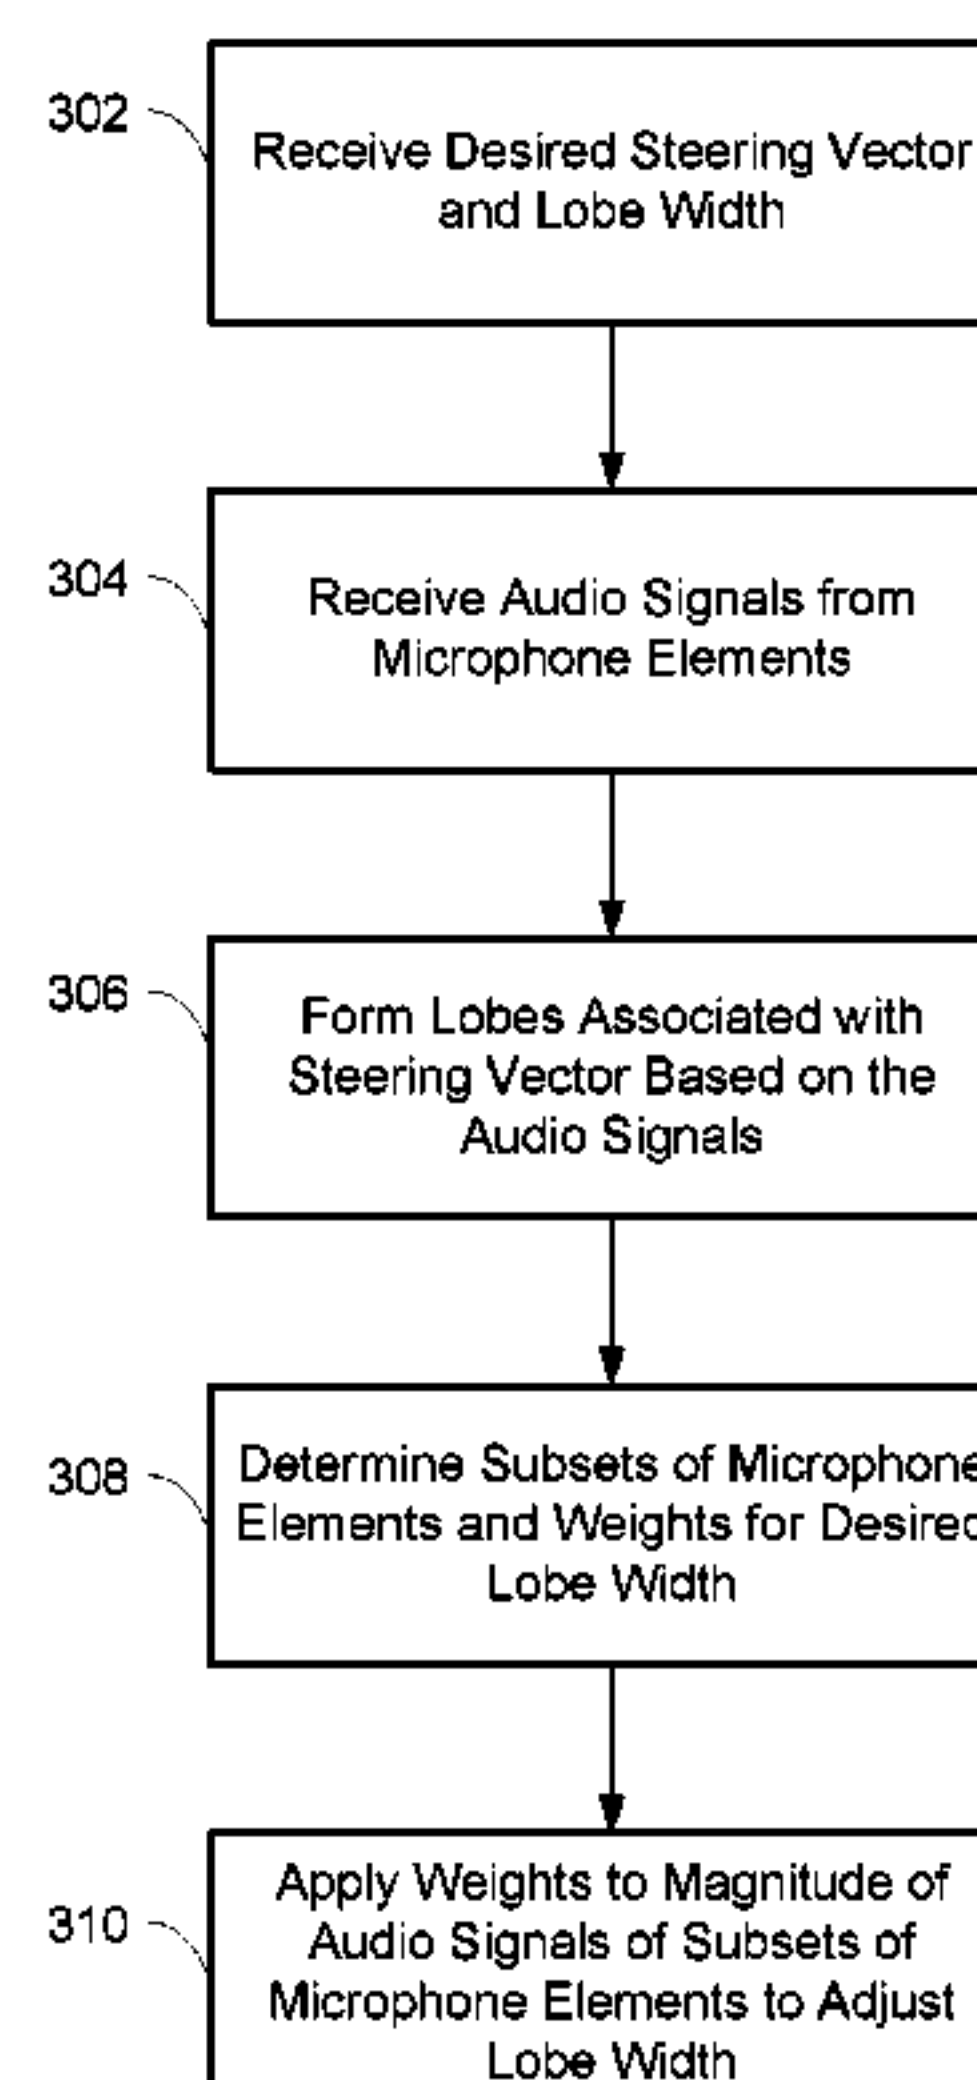 302
Receive Desired Steering Vector
and Lobe Width
304
Receive Audio Signals from
Microphone Elements
306
Form Lobes Associated with
Steering Vector Based on the
Audio Signals
308
Determine Subsets of Microphone
Elements and Weights for Desired
Lobe Width
310
Apply Weights to Magnitude of
Audio Signals of Subsets of
Microphone Elements to Adjust
Lobe Width